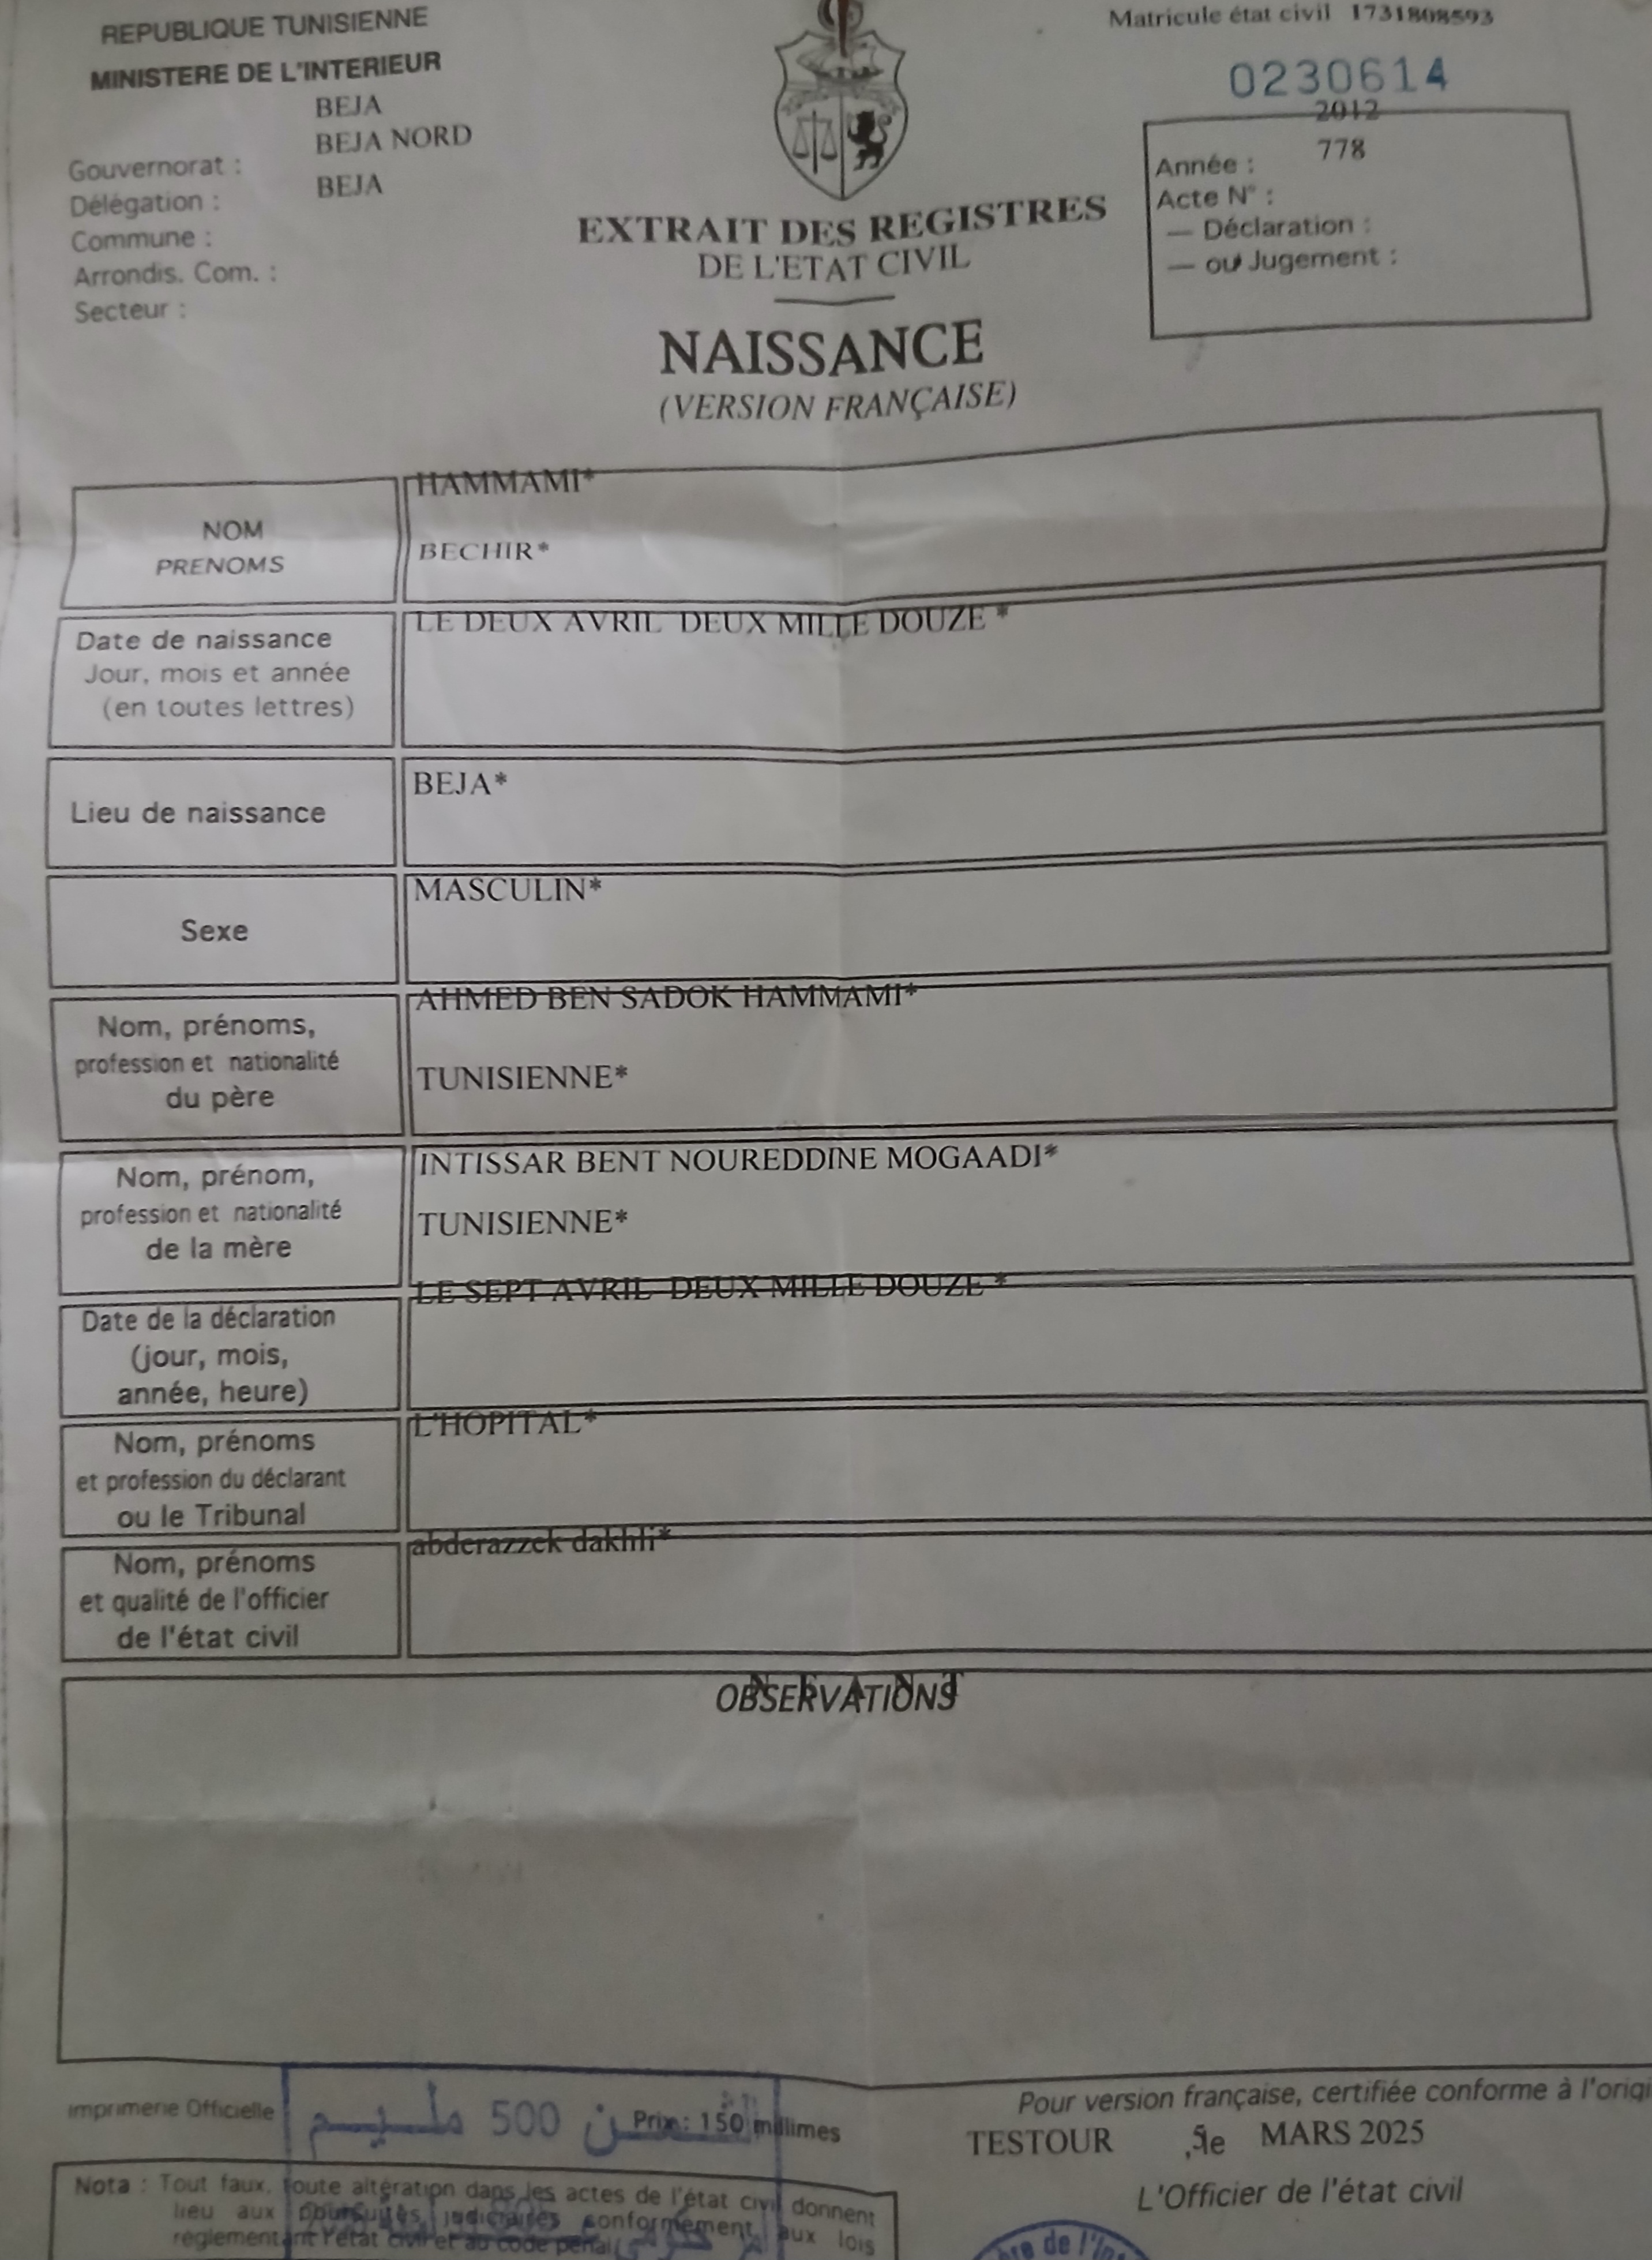 REPUBLIQUE TUNISIENNE
MINISTERE DE L'INTERIEUR
BEJA
BEJA NORD
Gouvernorat :
BEJA
Délégation :
Commune :
Arrondis. Com. :
Secteur :
Matricule état civil 1731808593
0230614
2012
Année : 778
Acte N° :
— Déclaration :
— ou Jugement :
EXTRAIT DES REGISTRES
DE L'ETAT CIVIL
NAISSANCE
(VERSION FRANÇAISE)
NOM
PRENOMS
HAMMAMI*
BECHIR*
Date de naissance
Jour, mois et année
(en toutes lettres)
LE DEUX AVRIL DEUX MILLE DOUZE *
Lieu de naissance
BEJA*
Sexe
MASCULIN*
Nom, prénoms,
profession et nationalité
du père
AHMED BEN SADOK HAMMAMI*
TUNISIENNE*
Nom, prénom,
profession et nationalité
de la mère
INTISSAR BENT NOUREDDINE MOGAADI*
TUNISIENNE*
Date de la déclaration
(jour, mois,
année, heure)
LE SEPT AVRIL DEUX MILLE DOUZE *
Nom, prénoms
et profession du déclarant
ou le Tribunal
L'HOPITAL*
Nom, prénoms
et qualité de l'officier
de l'état civil
abderazzek dakhli*
OBSERVATIONS
N E A N T
Imprimerie Officielle
الثمن 500 مليم
Prix : 150 millimes
Pour version française, certifiée conforme à l'origi
TESTOUR ,le MARS 2025
L'Officier de l'état civil
Nota : Tout faux, toute altération dans les actes de l'état civil donnent
lieu aux poursuites judiciaires conformément aux lois
réglementant l'état civil et au code pénal
de l'In